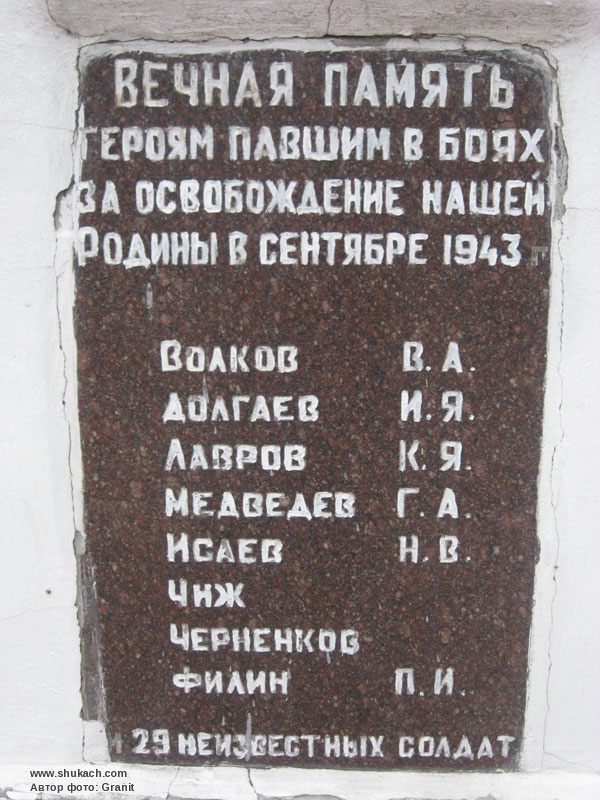 ВЕЧНАЯ ПАМЯТЬ
ГЕРОЯМ ПАВШИМ В БОЯХ
ЗА ОСВОБОЖДЕНИЕ НАШЕЙ
РОДИНЫ В СЕНТЯБРЕ 1943 г
ВОЛКОВ В. А.
ДОЛГАЕВ И. Я.
ЛАВРОВ К. Я.
МЕДВЕДЕВ Г. А.
ИСАЕВ Н. В.
ЧИЖ
ЧЕРНЕНКОВ
ФИЛИН П. И.
И 29 НЕИЗВЕСТНЫХ СОЛДАТ
www.shukach.com
Автор фото: Granit